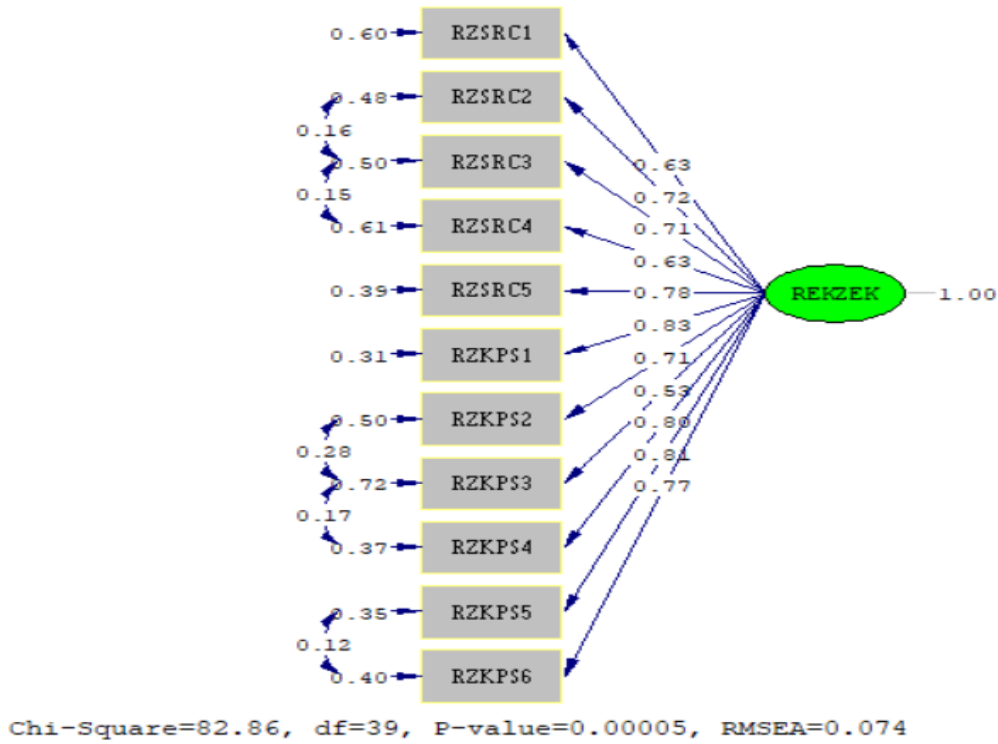 0.60 RZSRC1
0.48 RZSRC2
0.16
0.63
0.50 RZSRC3
0.72
0.15
0.71
0.61 RZSRC4
0.63
0.39 RZSRC5 0.78 REKZEK 1.00
0.83
0.31 RZKPS1 0.71
0.53
0.50 RZKPS2 0.80
0.28 0.81
0.72 RZKPS3 0.77
0.17
0.37 RZKPS4
0.35 RZKPS5
0.12
0.40 RZKPS6
Chi-Square=82.86, df=39, P-value=0.00005, RMSEA=0.074